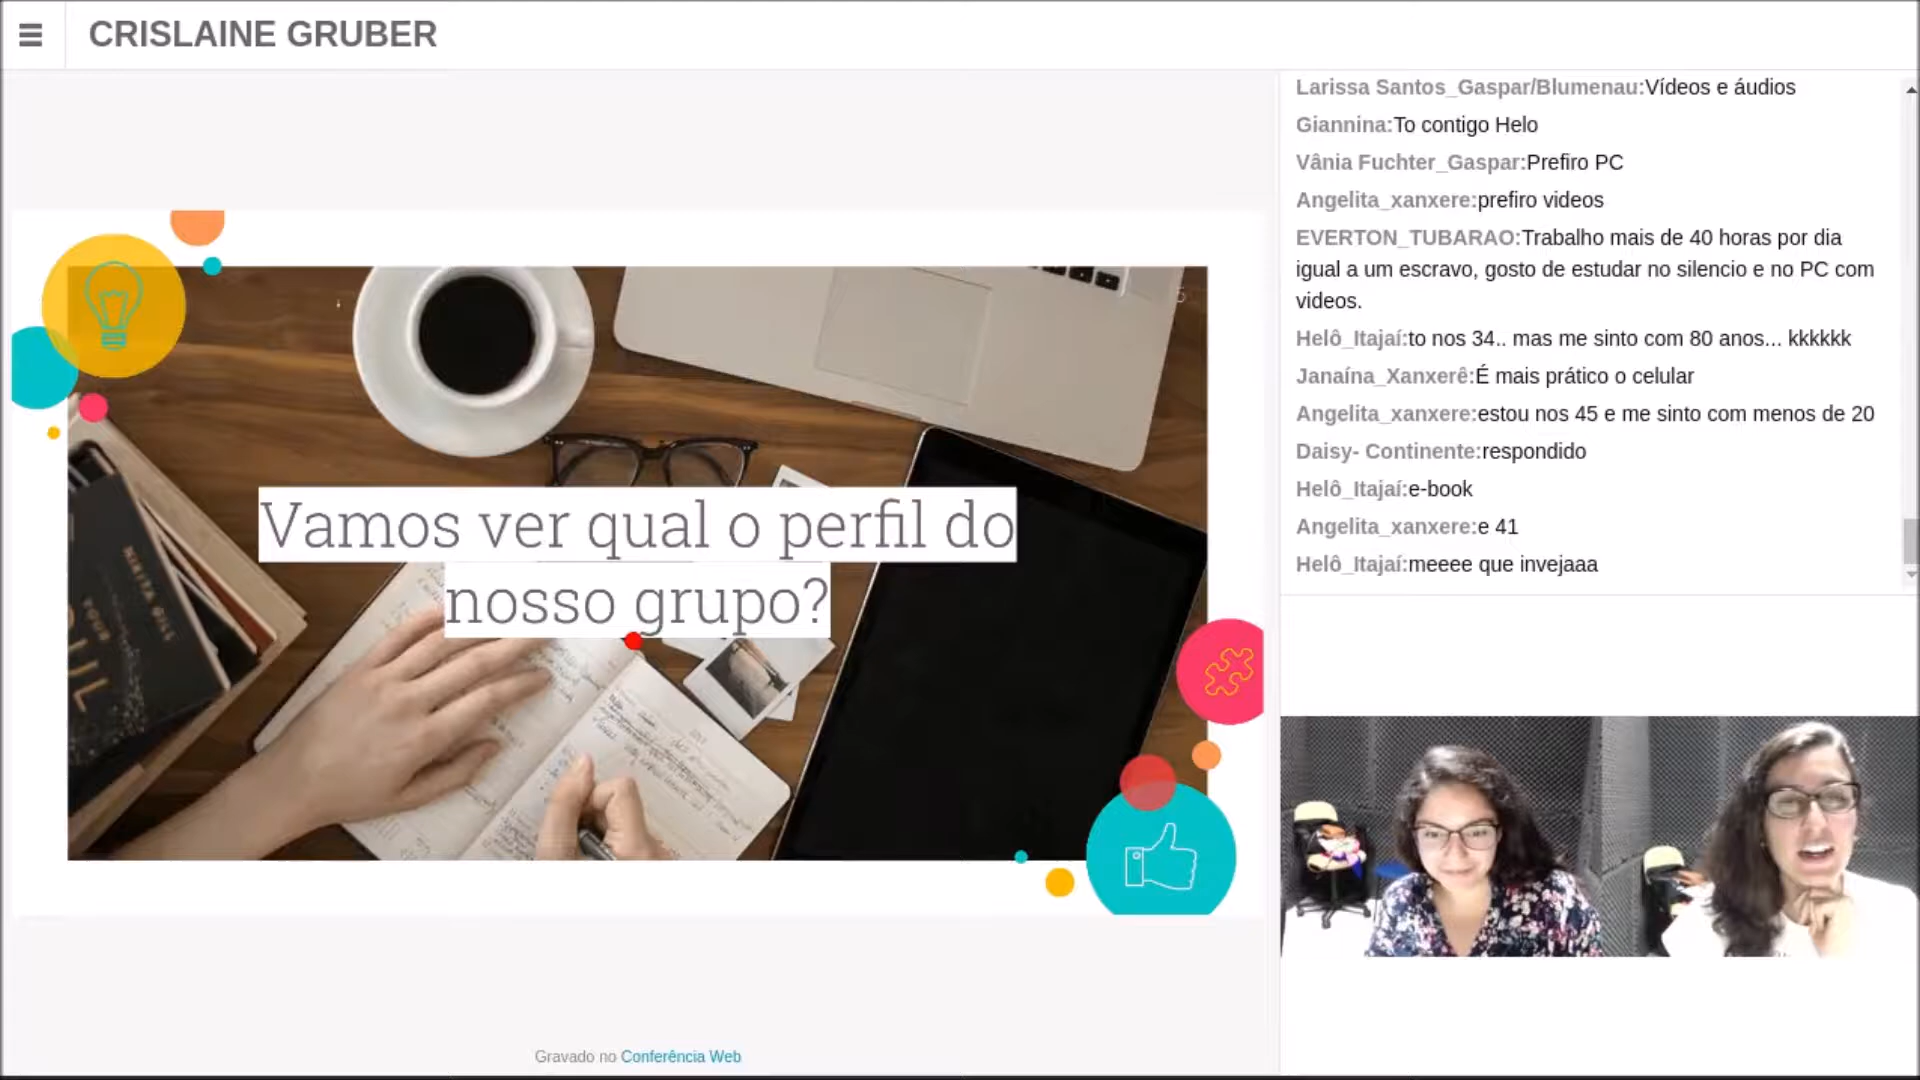 CRISLAINE GRUBER
Larissa Santos_Gaspar/Blumenau:Vídeos e áudios
Giannina:To contigo Helo
Vânia Fuchter_Gaspar:Prefiro PC
Angelita_xanxere:prefiro videos
EVERTON_TUBARAO:Trabalho mais de 40 horas por dia
igual a um escravo, gosto de estudar no silencio e no PC com
videos.
Helô_Itajaí:to nos 34.. mas me sinto com 80 anos... kkkkkk
Janaína_Xanxerê:É mais prático o celular
Angelita_xanxere:estou nos 45 e me sinto com menos de 20
Daisy- Continente:respondido
Helô_Itajaí:e-book
Angelita_xanxere:e 41
Helô_Itajaí:meeee que invejaaa
Vamos ver qual o perfil do
nosso grupo?
YOUR
Gravado no Conferência Web